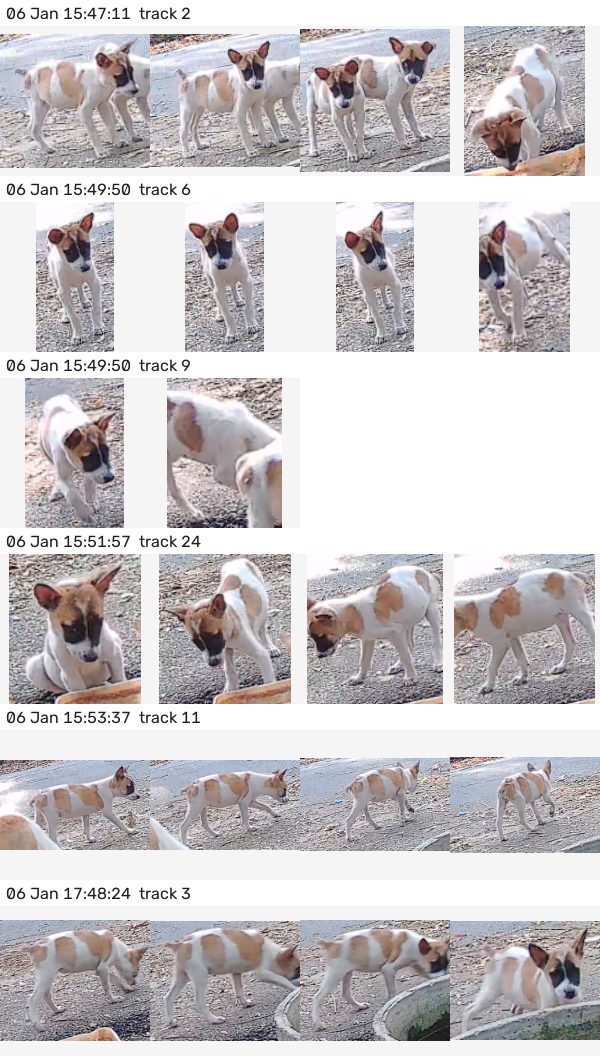 06 Jan 15:47:11 track 2
06 Jan 15:49:50 track 6
06 Jan 15:49:50 track 9
06 Jan 15:51:57 track 24
06 Jan 15:53:37 track 11
06 Jan 17:48:24 track 3